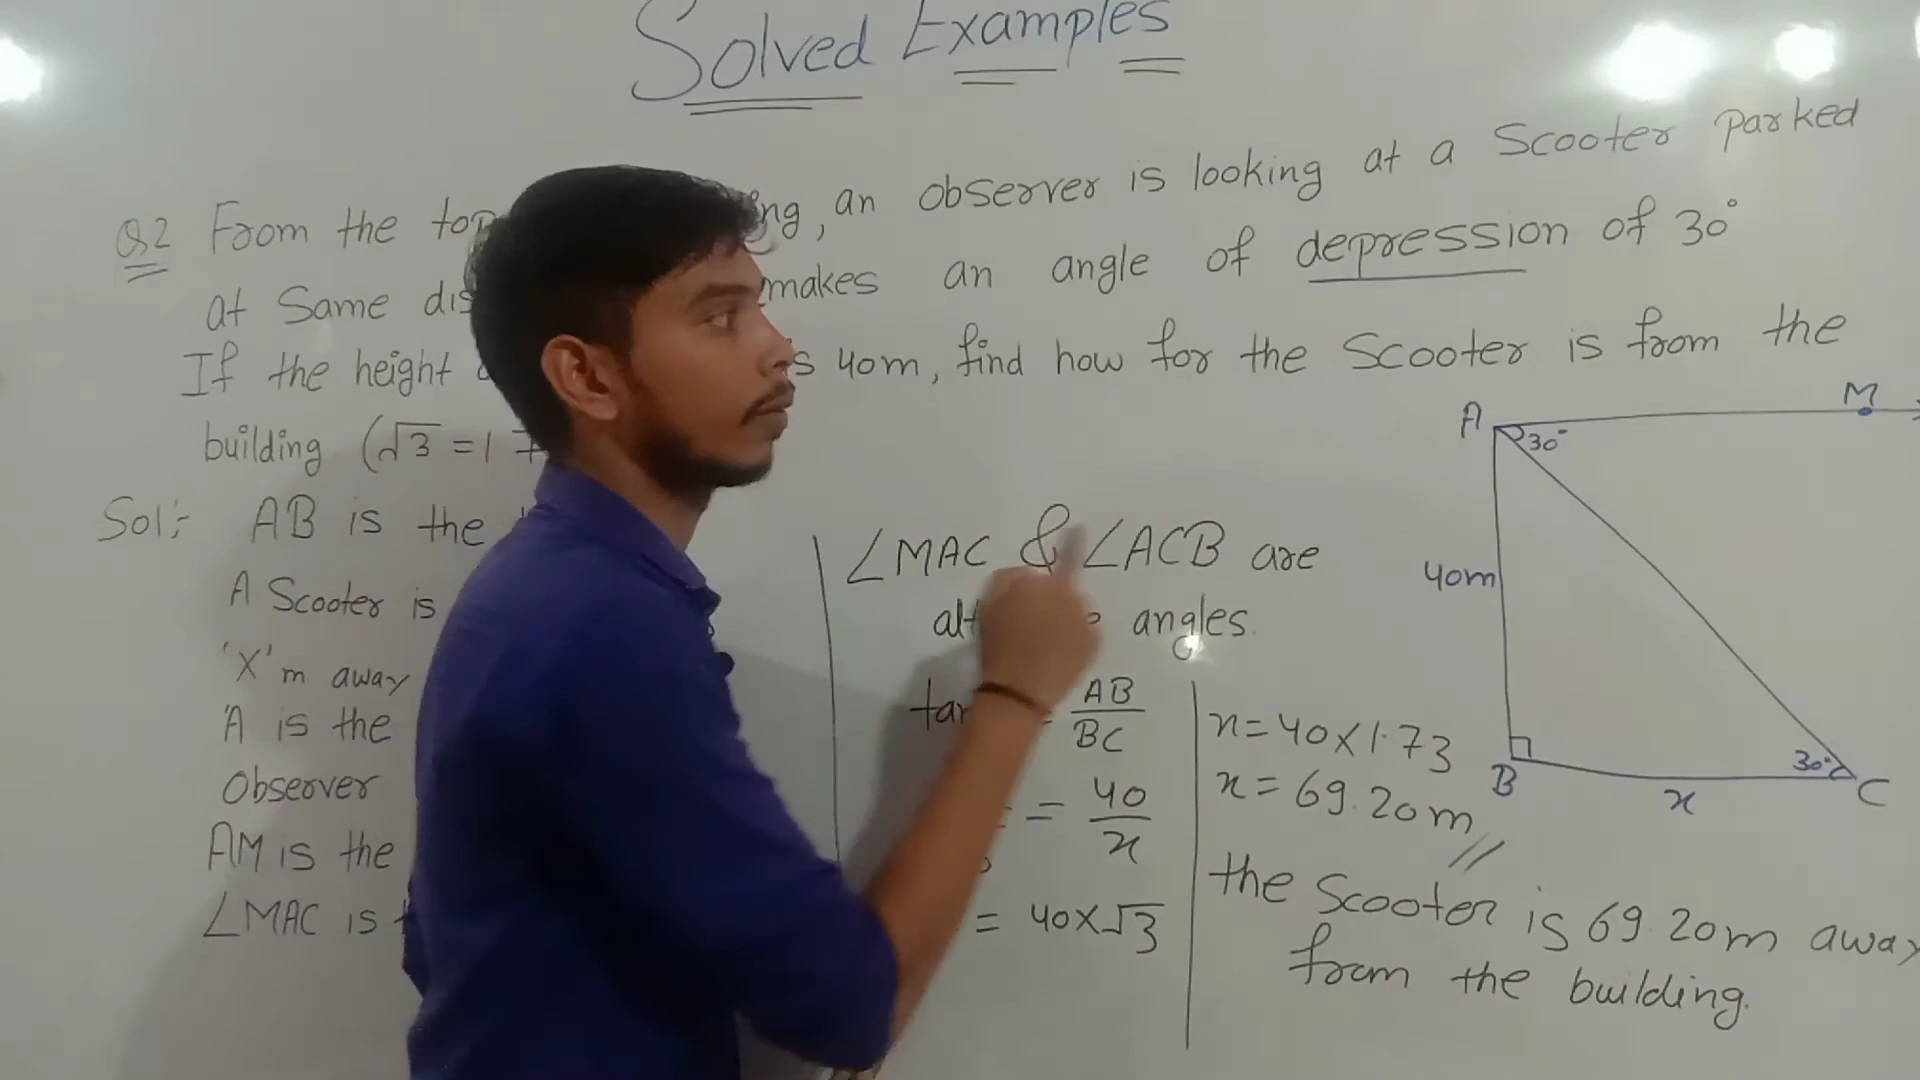 Solved Examples
Q2 From the top ing, an observer is looking at a Scooter parked
at Same dis makes an angle of depression of 30°
If the height is 40m, find how for the Scooter is from the
building (√3 = 1.7
Sol:- AB is the
A Scooter is
'X'm away
A is the
Observer
AM is the
∠MAC is
∠MAC & ∠ACB are
angles.
tan = AB/BC
= 40/x
= 40×√3
x = 40×1.73
x = 69.20m
the Scooter is 69.20m away
from the building.
A
M
30°
40m
B
30°
C
x